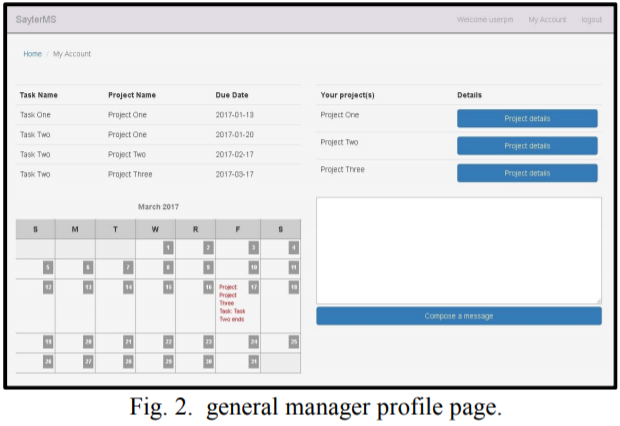 SaylerMS Welcome userpm My Account logout
Home / My Account
Task Name Project Name Due Date
Task One Project One 2017-01-13
Task Two Project One 2017-01-20
Task Two Project Two 2017-02-17
Task Two Project Three 2017-03-17
Your project(s) Details
Project One Project details
Project Two Project details
Project Three Project details
March 2017
S M T W R F S
1 2 3 4
5 6 7 8 9 10 11
12 13 14 15 16 17 18
Project
Project
Three
Task: Task
Two ends
19 20 21 22 23 24 25
26 27 28 29 30 31
Compose a message
Fig. 2. general manager profile page.